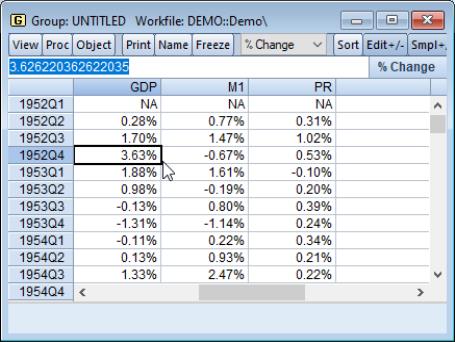 G Group: UNTITLED Workfile: DEMO::Demo\
View Proc Object Print Name Freeze % Change Sort Edit+/- Smpl+/
3.626220362622035 % Change
GDP M1 PR
1952Q1 NA NA NA
1952Q2 0.28% 0.77% 0.31%
1952Q3 1.70% 1.47% 1.02%
1952Q4 3.63% -0.67% 0.53%
1953Q1 1.88% 1.61% -0.10%
1953Q2 0.98% -0.19% 0.20%
1953Q3 -0.13% 0.80% 0.39%
1953Q4 -1.31% -1.14% 0.24%
1954Q1 -0.11% 0.22% 0.34%
1954Q2 0.13% 0.93% 0.21%
1954Q3 1.33% 2.47% 0.22%
1954Q4